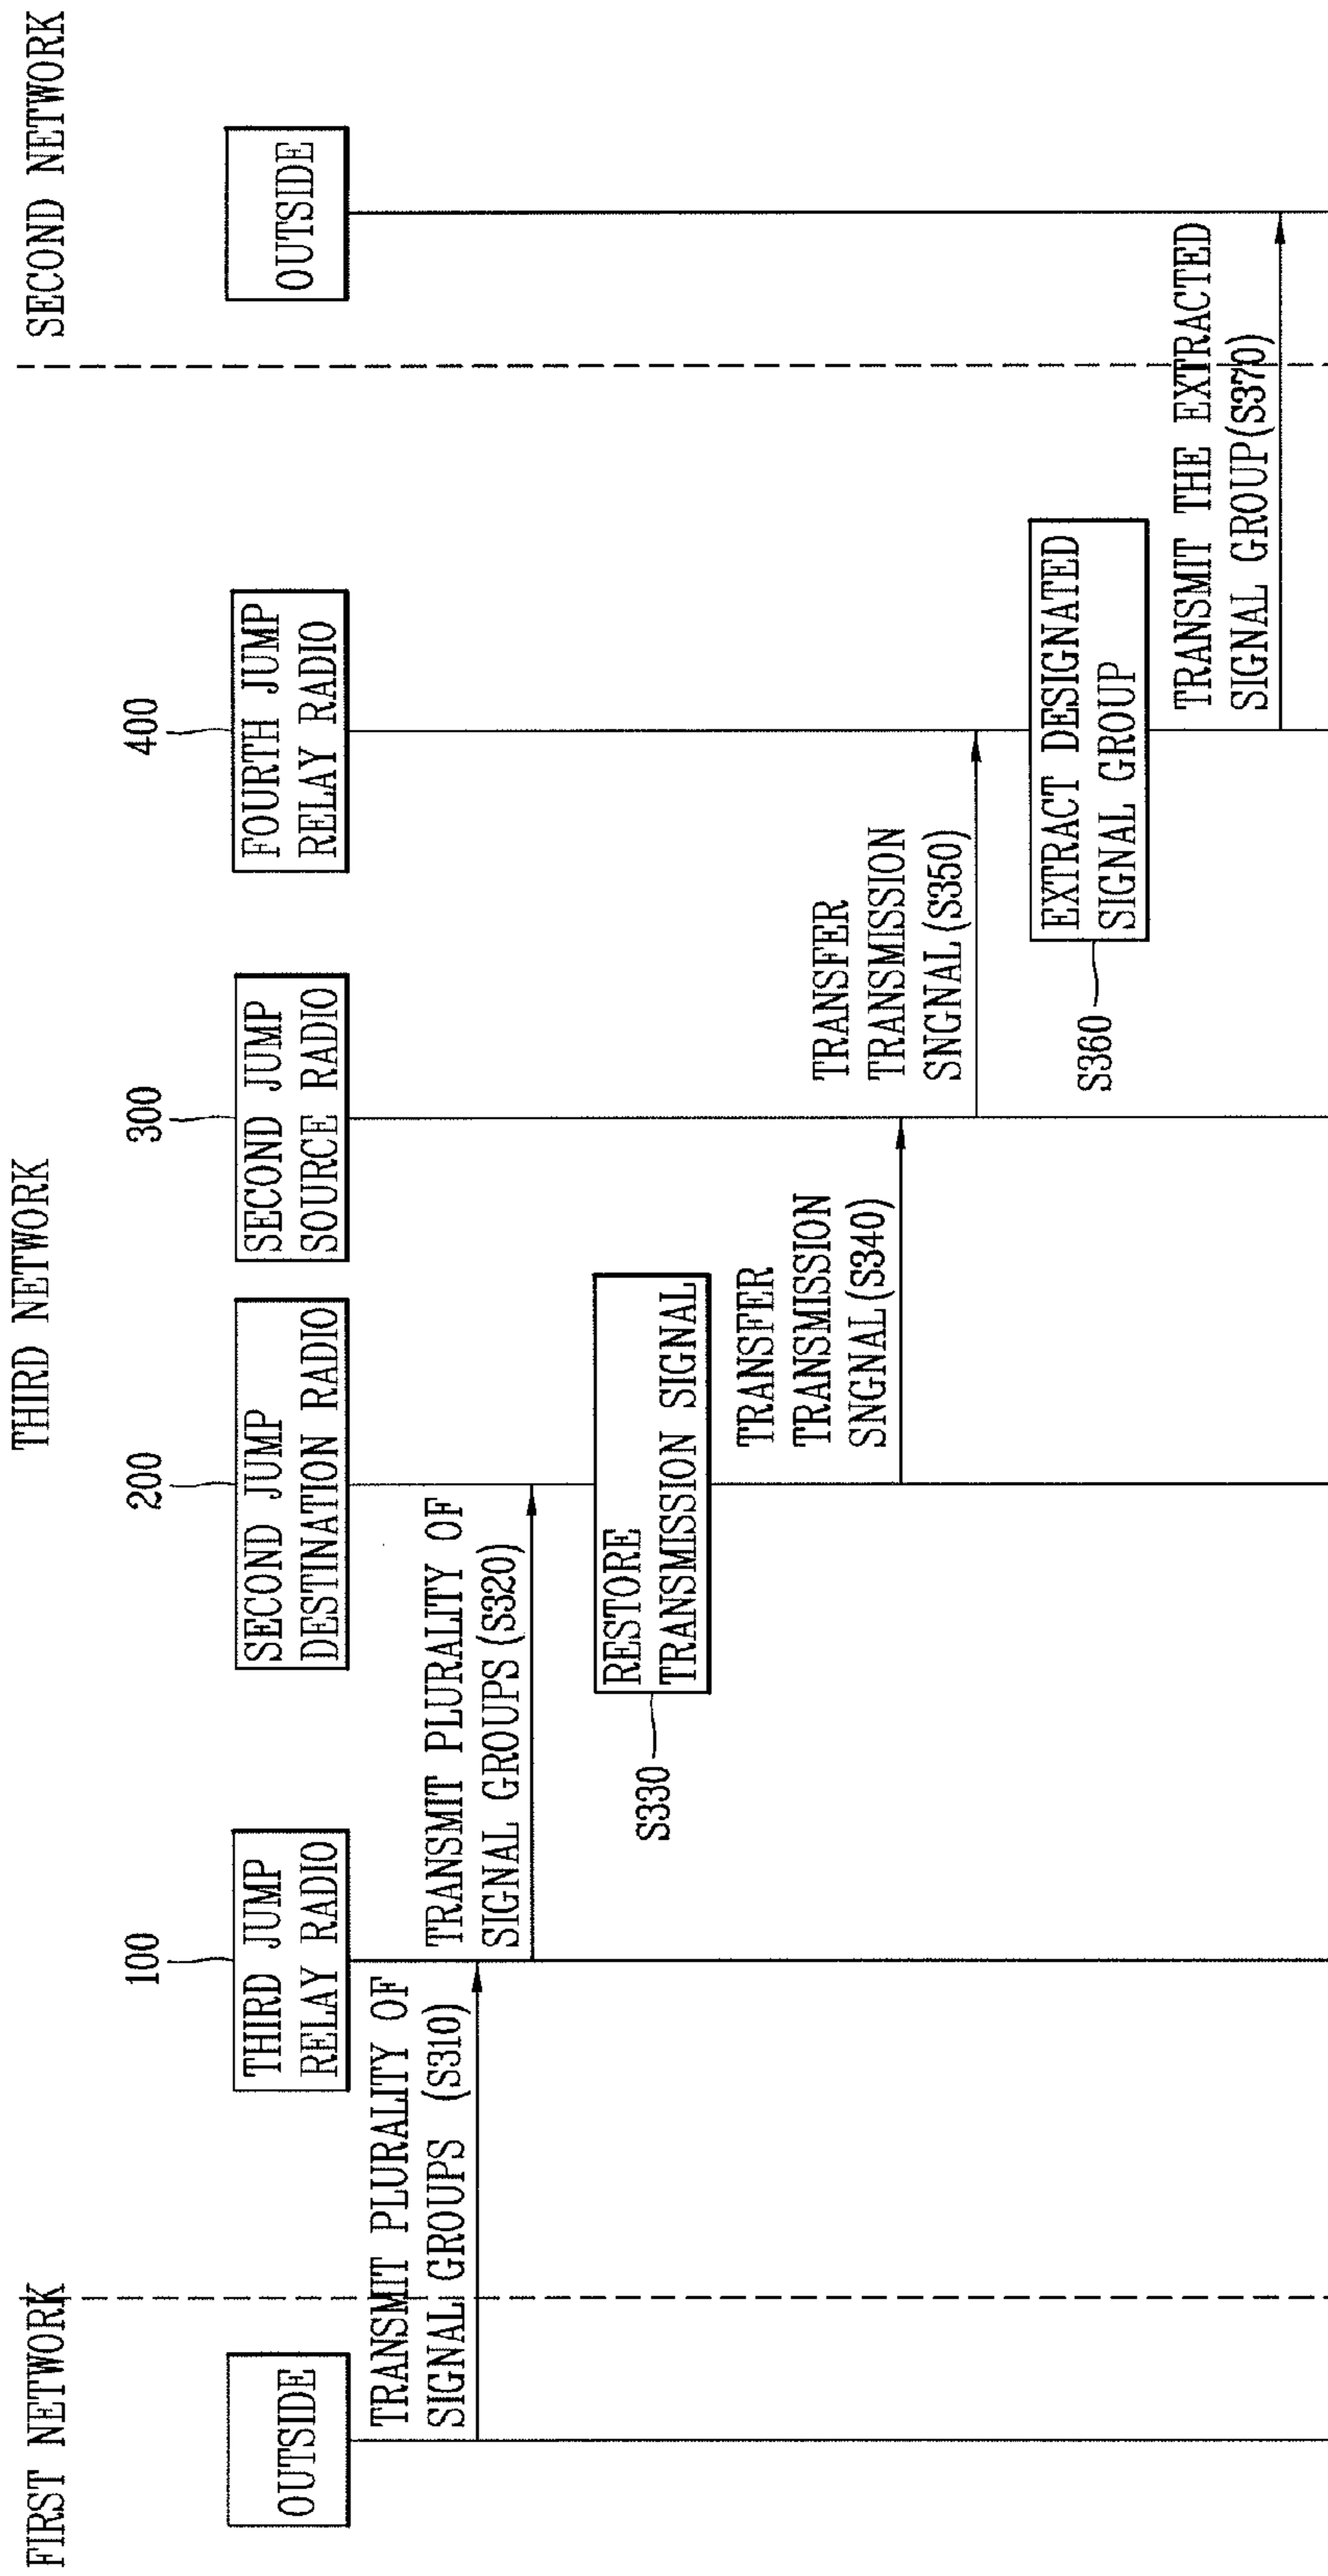 FIRST NETWORK
THIRD NETWORK
SECOND NETWORK
100
200
300
400
OUTSIDE
THIRD JUMP
RELAY RADIO
SECOND JUMP
DESTINATION RADIO
SECOND JUMP
SOURCE RADIO
FOURTH JUMP
RELAY RADIO
OUTSIDE
TRANSMIT PLURALITY OF
SIGNAL GROUPS (S310)
TRANSMIT PLURALITY OF
SIGNAL GROUPS (S320)
S330
RESTORE
TRANSMISSION SIGNAL
TRANSFER
TRANSMISSION
SNGNAL (S340)
TRANSFER
TRANSMISSION
SNGNAL (S350)
S360
EXTRACT DESIGNATED
SIGNAL GROUP
TRANSMIT THE EXTRACTED
SIGNAL GROUP(S370)